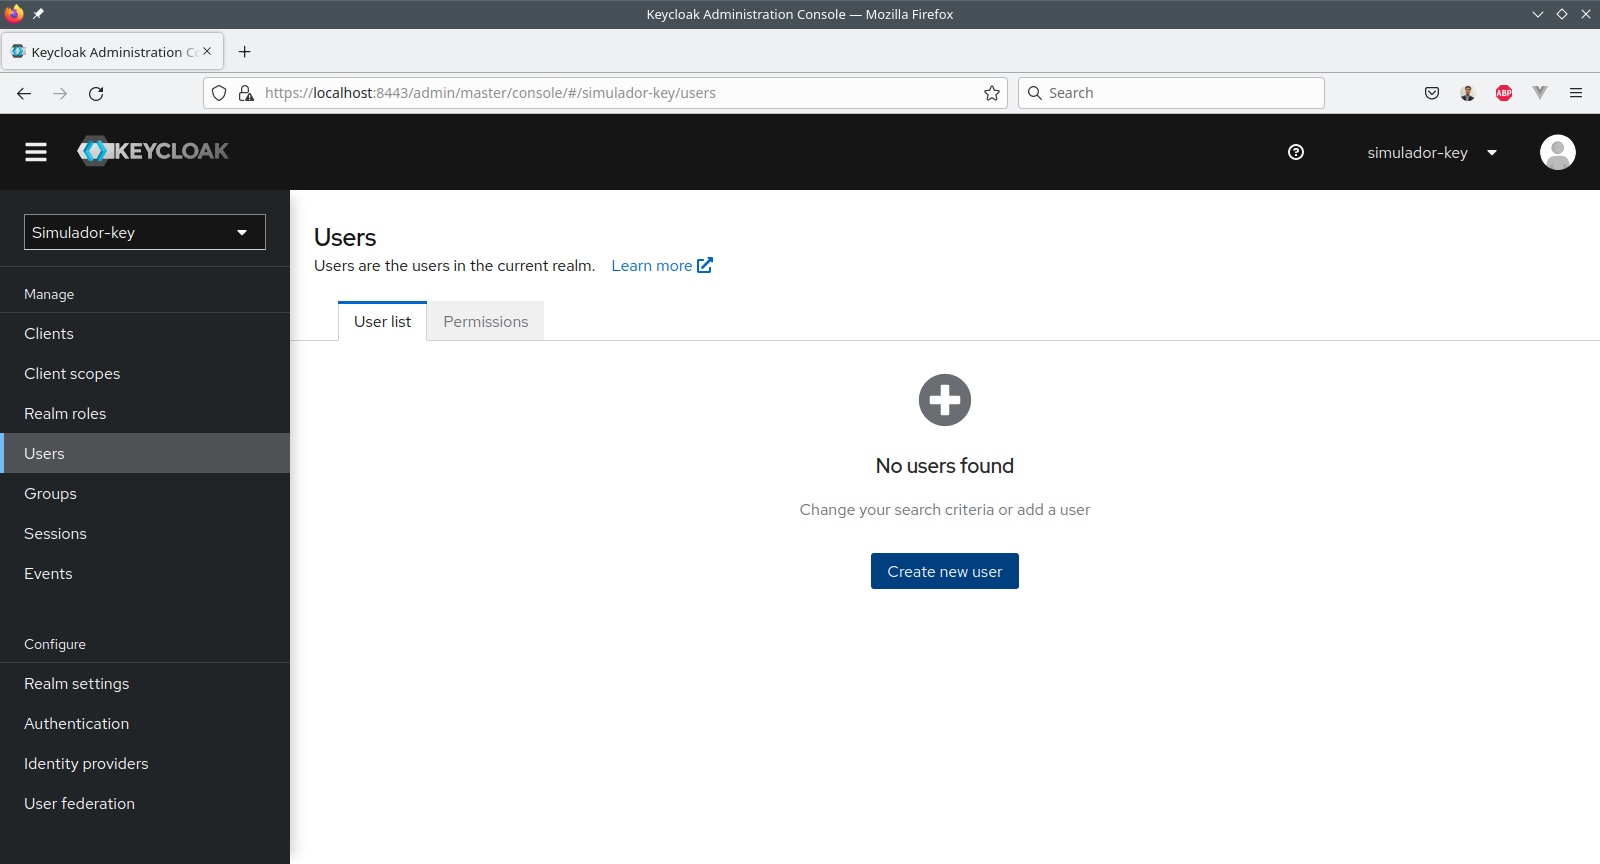 Keycloak Administration Console — Mozilla Firefox
Keycloak Administration Co
https://localhost:8443/admin/master/console/#/simulador-key/users
Search
ABP
KEYCLOAK
simulador-key
Simulador-key
Manage
Clients
Client scopes
Realm roles
Users
Groups
Sessions
Events
Configure
Realm settings
Authentication
Identity providers
User federation
Users
Users are the users in the current realm. Learn more
User list
Permissions
No users found
Change your search criteria or add a user
Create new user